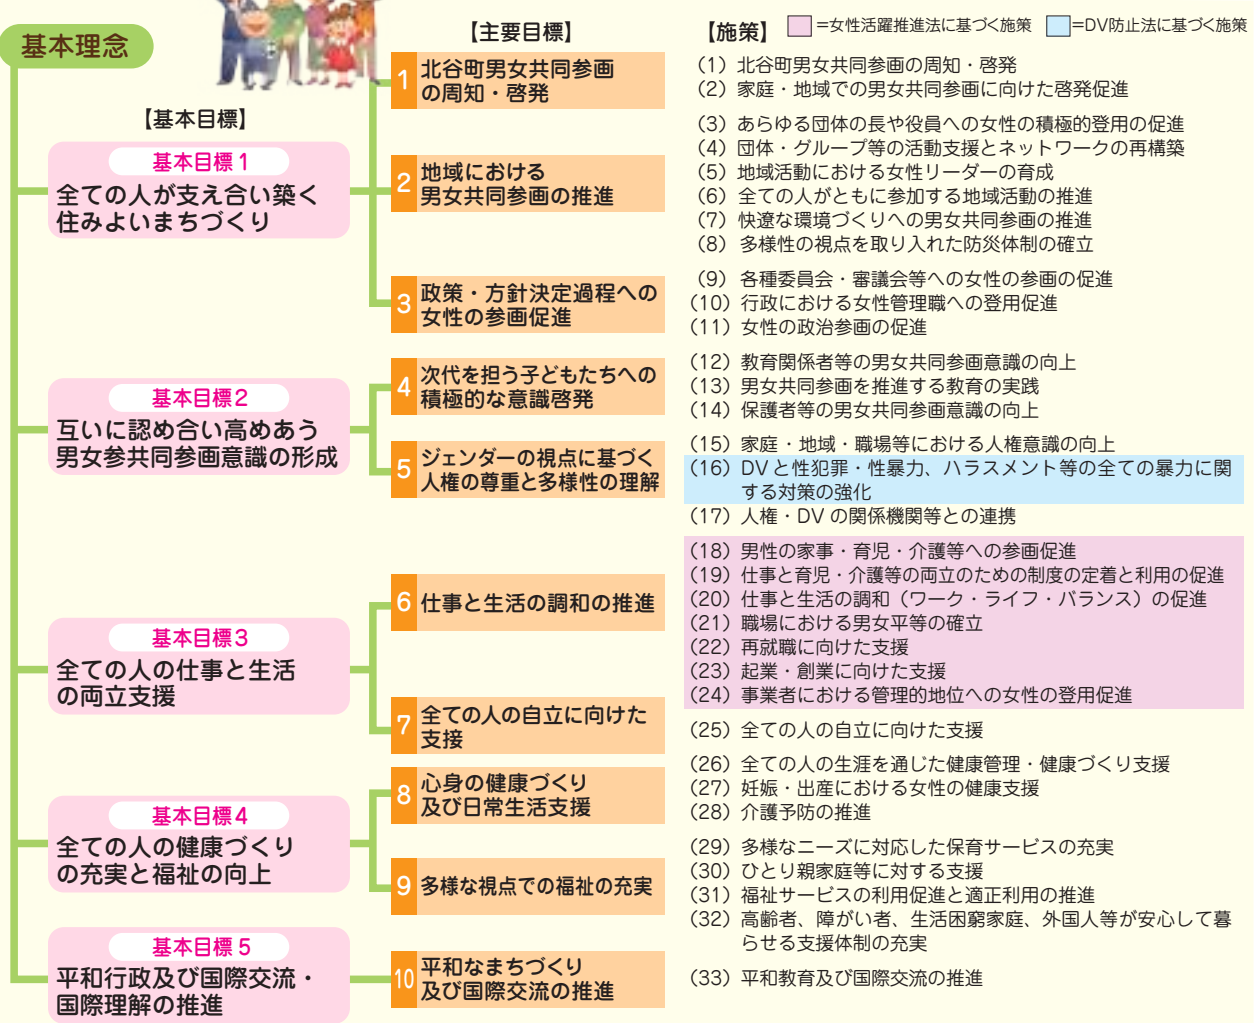 基本理念
【基本目標】
基本目標1
全ての人が支え合い築く
住みよいまちづくり
基本目標2
互いに認め合い高めあう
男女参共同参画意識の形成
基本目標3
全ての人の仕事と生活
の両立支援
基本目標4
全ての人の健康づくり
の充実と福祉の向上
基本目標5
平和行政及び国際交流・
国際理解の推進
【主要目標】
1 北谷町男女共同参画
の周知・啓発
2 地域における
男女共同参画の推進
3 政策・方針決定過程への
女性の参画促進
4 次代を担う子どもたちへの
積極的な意識啓発
5 ジェンダーの視点に基づく
人権の尊重と多様性の理解
6 仕事と生活の調和の推進
7 全ての人の自立に向けた
支援
8 心身の健康づくり
及び日常生活支援
9 多様な視点での福祉の充実
10 平和なまちづくり
及び国際交流の推進
【施策】 =女性活躍推進法に基づく施策 =DV防止法に基づく施策
(1) 北谷町男女共同参画の周知・啓発
(2) 家庭・地域での男女共同参画に向けた啓発促進
(3) あらゆる団体の長や役員への女性の積極的登用の促進
(4) 団体・グループ等の活動支援とネットワークの再構築
(5) 地域活動における女性リーダーの育成
(6) 全ての人がともに参加する地域活動の推進
(7) 快遼な環境づくりへの男女共同参画の推進
(8) 多様性の視点を取り入れた防災体制の確立
(9) 各種委員会・審議会等への女性の参画の促進
(10) 行政における女性管理職への登用促進
(11) 女性の政治参画の促進
(12) 教育関係者等の男女共同参画意識の向上
(13) 男女共同参画を推進する教育の実践
(14) 保護者等の男女共同参画意識の向上
(15) 家庭・地域・職場等における人権意識の向上
(16) DVと性犯罪・性暴力、ハラスメント等の全ての暴力に関
する対策の強化
(17) 人権・DVの関係機関等との連携
(18) 男性の家事・育児・介護等への参画促進
(19) 仕事と育児・介護等の両立のための制度の定着と利用の促進
(20) 仕事と生活の調和（ワーク・ライフ・バランス）の促進
(21) 職場における男女平等の確立
(22) 再就職に向けた支援
(23) 起業・創業に向けた支援
(24) 事業者における管理的地位への女性の登用促進
(25) 全ての人の自立に向けた支援
(26) 全ての人の生涯を通じた健康管理・健康づくり支援
(27) 妊娠・出産における女性の健康支援
(28) 介護予防の推進
(29) 多様なニーズに対応した保育サービスの充実
(30) ひとり親家庭等に対する支援
(31) 福祉サービスの利用促進と適正利用の推進
(32) 高齢者、障がい者、生活困窮家庭、外国人等が安心して暮
らせる支援体制の充実
(33) 平和教育及び国際交流の推進